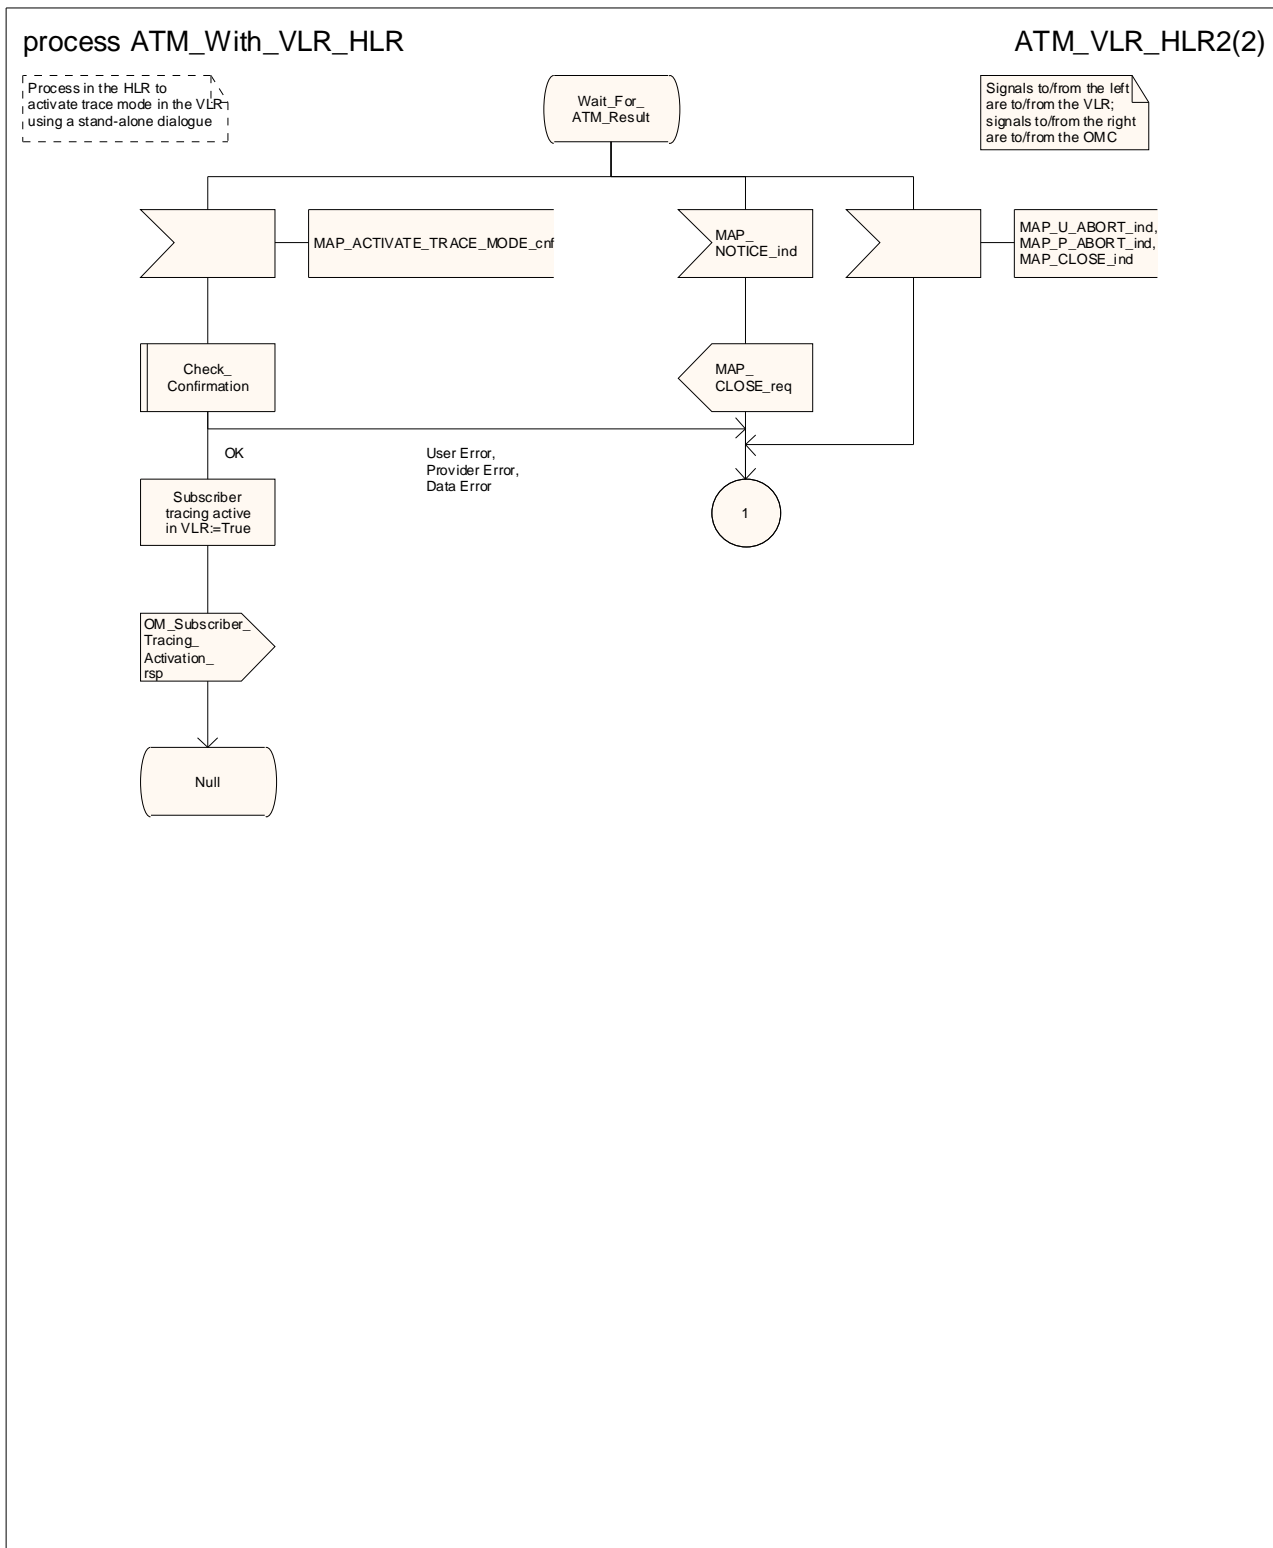 process ATM_With_VLR_HLR
ATM_VLR_HLR2(2)
Process in the HLR to
activate trace mode in the VLR
using a stand-alone dialogue
Wait_For_
ATM_Result
Signals to/from the left
are to/from the VLR;
signals to/from the right
are to/from the OMC
MAP_ACTIVATE_TRACE_MODE_cnf
MAP_
NOTICE_ind
MAP_U_ABORT_ind,
MAP_P_ABORT_ind,
MAP_CLOSE_ind
Check_
Confirmation
MAP_
CLOSE_req
OK
User Error,
Provider Error,
Data Error
Subscriber
tracing active
in VLR:=True
1
OM_Subscriber_
Tracing_
Activation_
rsp
Null